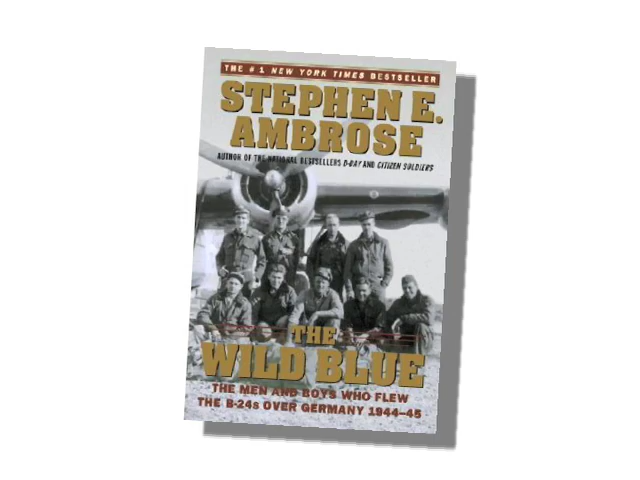 THE #1 NEW YORK TIMES BESTSELLER
STEPHEN E.
AMBROSE
AUTHOR OF THE NATIONAL BESTSELLERS D-DAY AND CITIZEN SOLDIERS
THE
WILD BLUE
THE MEN AND BOYS WHO FLEW
THE B-24s OVER GERMANY 1944–45